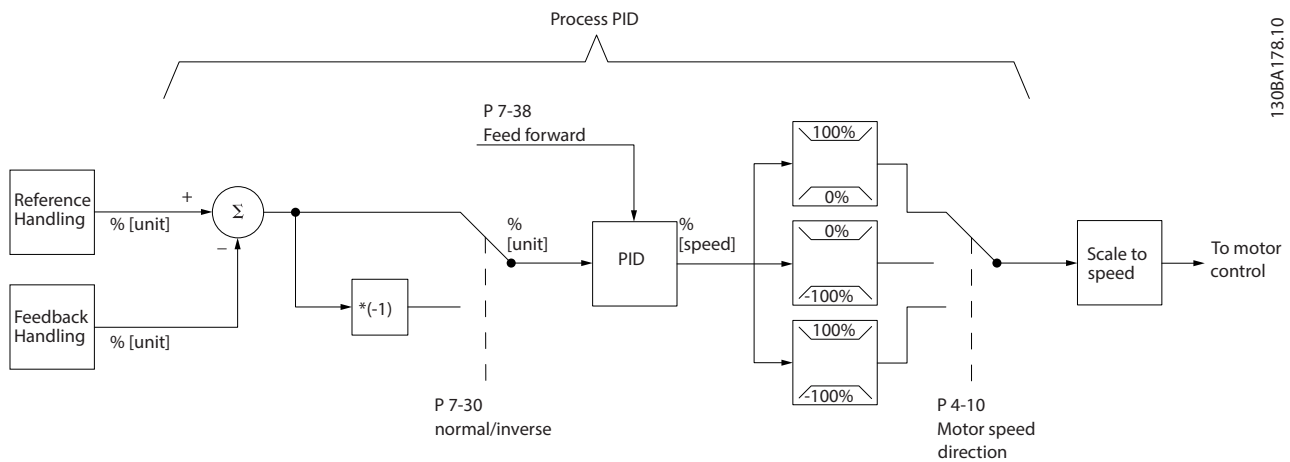 Process PID
130BA178.10
P 7-38
Feed forward
100%
0%
Reference
Handling
+
% [unit]
Σ
_
%
[unit]
PID
%
[speed]
0%
-100%
Scale to
speed
To motor
control
Feedback
Handling
% [unit]
*(-1)
100%
-100%
P 7-30
normal/inverse
P 4-10
Motor speed
direction